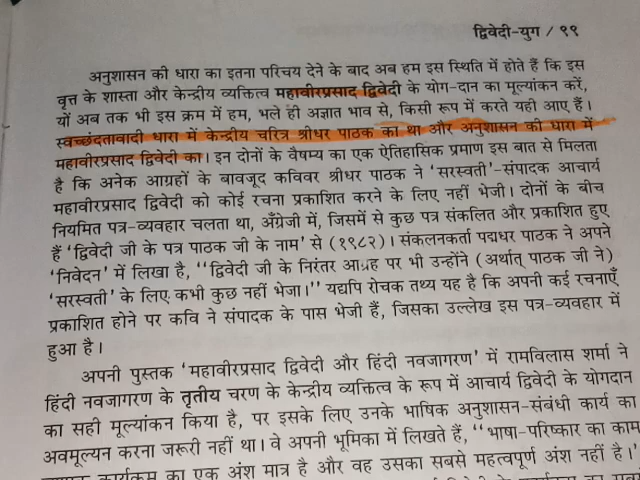 द्विवेदी-युग / ९९
अनुशासन की धारा का इतना परिचय देने के बाद अब हम इस स्थिति में होते हैं कि इस
वृत्त के शास्ता और केन्द्रीय व्यक्तित्व महावीरप्रसाद द्विवेदी के योग-दान का मूल्यांकन करें,
यों अब तक भी इस क्रम में हम, भले ही अज्ञात भाव से, किसी रूप में करते यही आए हैं।
स्वच्छंदतावादी धारा में केन्द्रीय चरित्र श्रीधर पाठक का था और अनुशासन की धारा में
महावीरप्रसाद द्विवेदी का। इन दोनों के वैषम्य का एक ऐतिहासिक प्रमाण इस बात से मिलता
है कि अनेक आग्रहों के बावजूद कविवर श्रीधर पाठक ने 'सरस्वती'-संपादक आचार्य
महावीरप्रसाद द्विवेदी को कोई रचना प्रकाशित करने के लिए नहीं भेजी। दोनों के बीच
नियमित पत्र-व्यवहार चलता था, अँग्रेजी में, जिसमें से कुछ पत्र संकलित और प्रकाशित हुए
हैं 'द्विवेदी जी के पत्र पाठक जी के नाम' से (१९८२)। संकलनकर्ता पद्मधर पाठक ने अपने
'निवेदन' में लिखा है, ''द्विवेदी जी के निरंतर आग्रह पर भी उन्होंने (अर्थात् पाठक जी ने)
'सरस्वती' के लिए कभी कुछ नहीं भेजा।'' यद्यपि रोचक तथ्य यह है कि अपनी कई रचनाएँ
प्रकाशित होने पर कवि ने संपादक के पास भेजी हैं, जिसका उल्लेख इस पत्र-व्यवहार में
हुआ है।
अपनी पुस्तक 'महावीरप्रसाद द्विवेदी और हिंदी नवजागरण' में रामविलास शर्मा ने
हिंदी नवजागरण के तृतीय चरण के केन्द्रीय व्यक्तित्व के रूप में आचार्य द्विवेदी के योगदान
का सही मूल्यांकन किया है, पर इसके लिए उनके भाषिक अनुशासन-संबंधी कार्य का
अवमूल्यन करना जरूरी नहीं था। वे अपनी भूमिका में लिखते हैं, ''भाषा-परिष्कार का काम
कार्यक्रम का एक अंश मात्र है और वह उसका सबसे महत्वपूर्ण अंश नहीं है।'